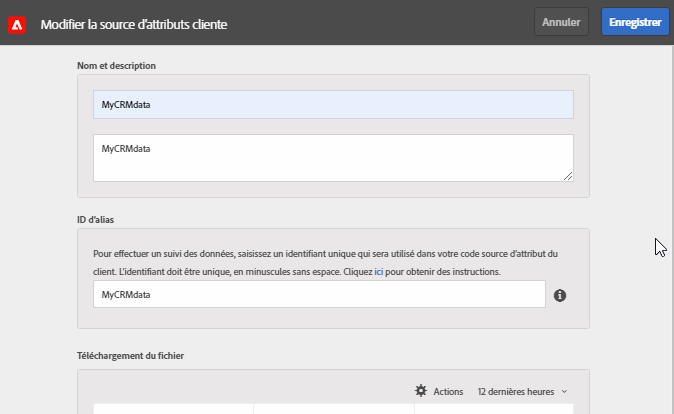 Modifier la source d'attributs cliente
Annuler
Enregistrer
Nom et description
MyCRMdata
MyCRMdata
ID d'alias
Pour effectuer un suivi des données, saisissez un identifiant unique qui sera utilisé dans votre code source d'attribut du
client. L'identifiant doit être unique, en minuscules sans espace. Cliquez ici pour obtenir des instructions.
MyCRMdata
Téléchargement du fichier
Actions
12 dernières heures